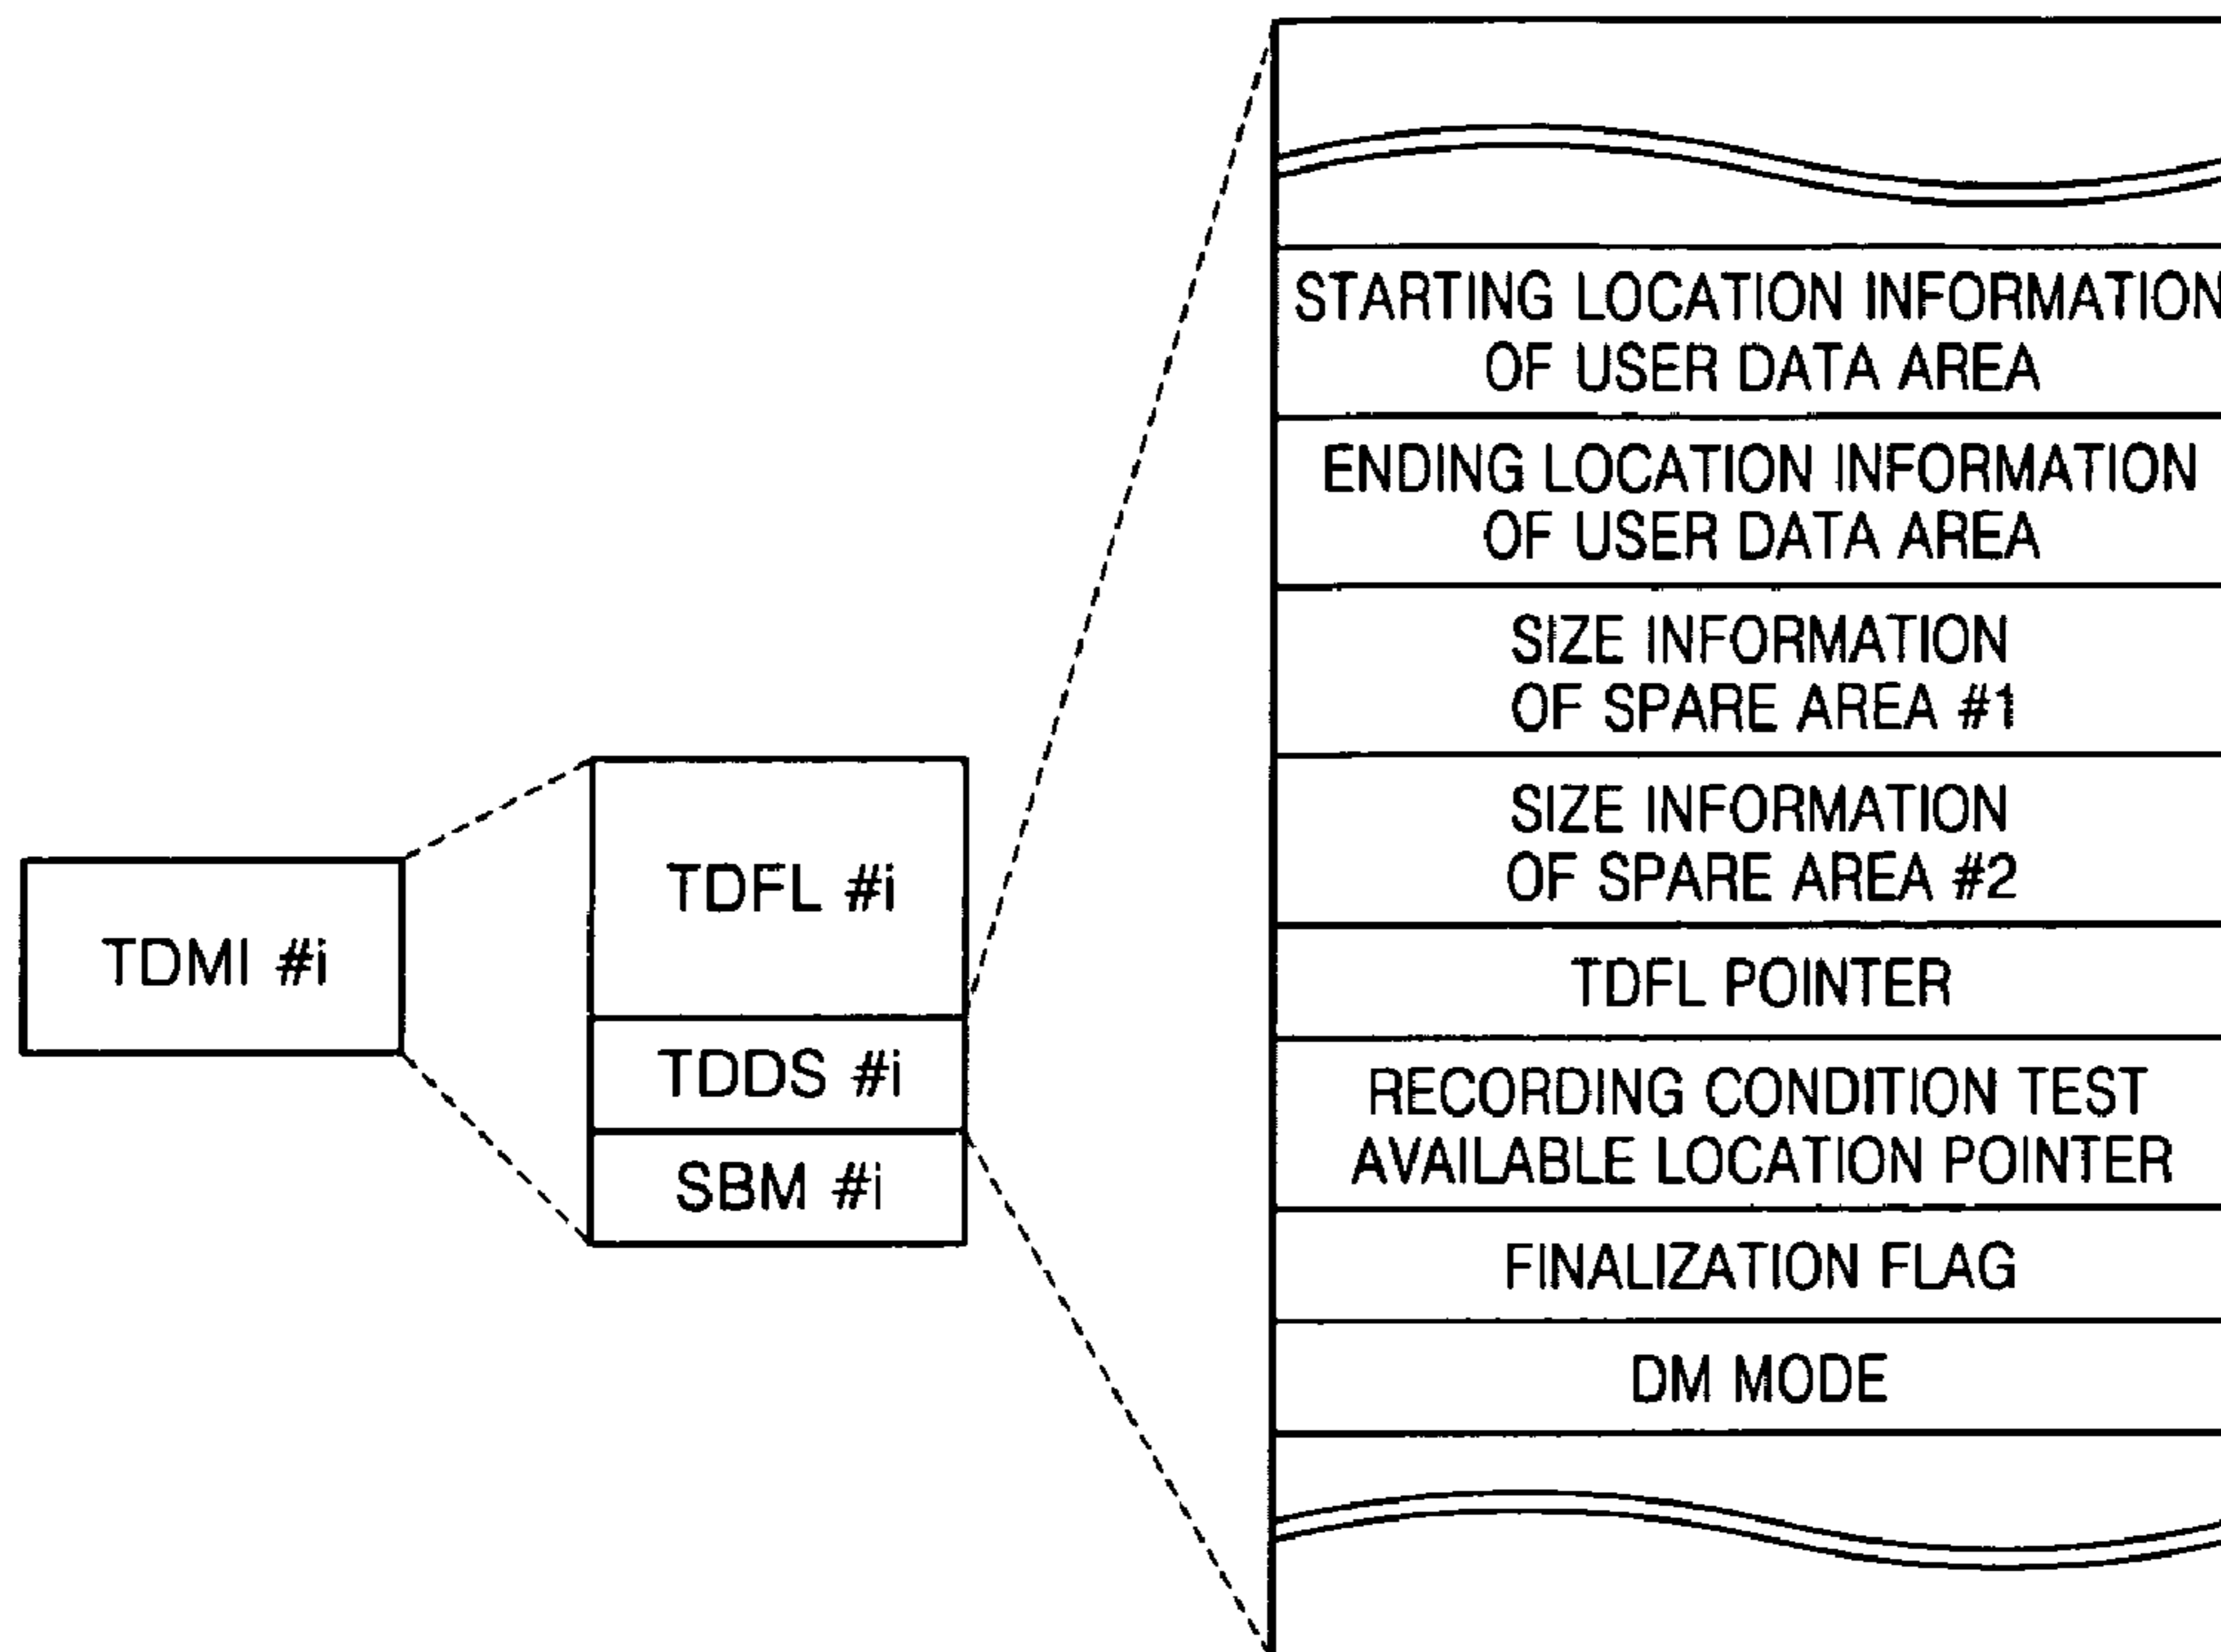 TDMI #i
TDFL #i
TDDS #i
SBM #i
STARTING LOCATION INFORMATION
OF USER DATA AREA
ENDING LOCATION INFORMATION
OF USER DATA AREA
SIZE INFORMATION
OF SPARE AREA #1
SIZE INFORMATION
OF SPARE AREA #2
TDFL POINTER
RECORDING CONDITION TEST
AVAILABLE LOCATION POINTER
FINALIZATION FLAG
DM MODE